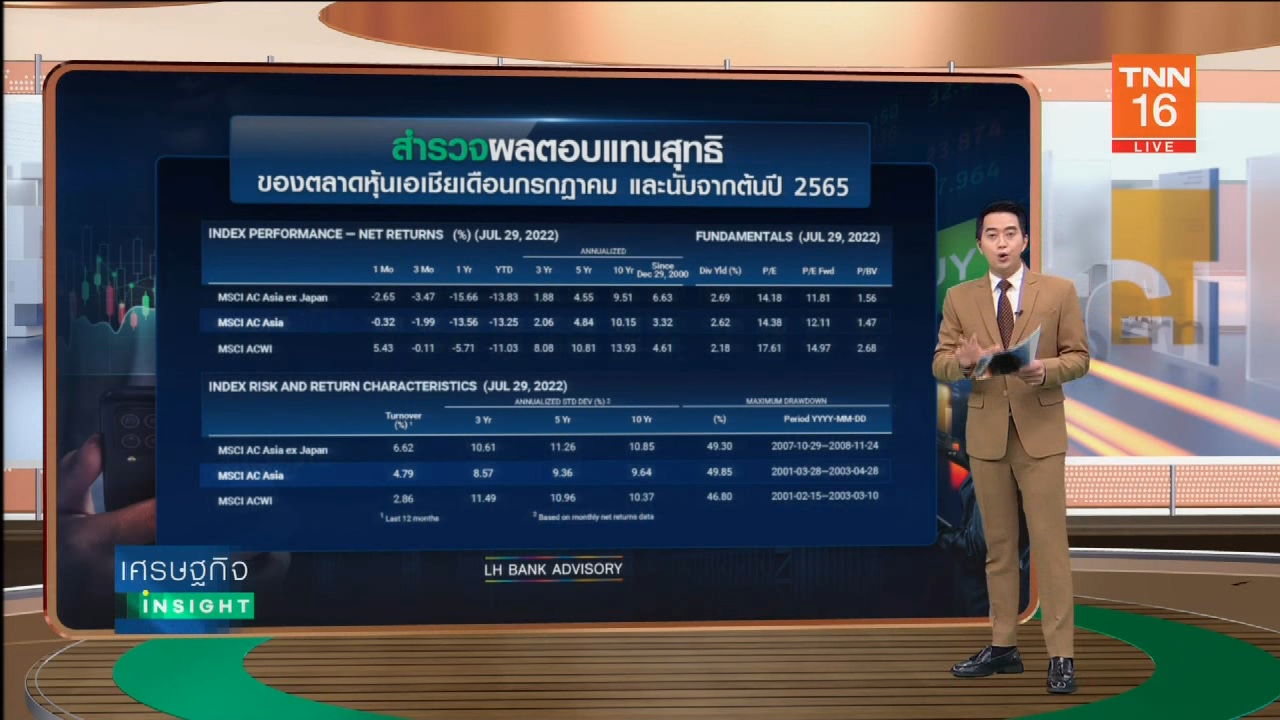 TNN
16
LIVE
สำรวจผลตอบแทนสุทธิ
ของตลาดหุ้นเอเชียเดือนกรกฎาคม และนับจากต้นปี 2565
INDEX PERFORMANCE — NET RETURNS (%) (JUL 29, 2022) FUNDAMENTALS (JUL 29, 2022)
ANNUALIZED
1 Mo 3 Mo 1 Yr YTD 3 Yr 5 Yr 10 Yr Since Dec 29, 2000 Div Yld (%) P/E P/E Fwd P/BV
MSCI AC Asia ex Japan -2.65 -3.47 -15.66 -13.83 1.88 4.55 9.51 6.63 2.69 14.18 11.81 1.56
MSCI AC Asia -0.32 -1.99 -13.56 -13.25 2.06 4.84 10.15 3.32 2.62 14.38 12.11 1.47
MSCI ACWI 5.43 -0.11 -5.71 -11.03 8.08 10.81 13.93 4.61 2.18 17.61 14.97 2.68
INDEX RISK AND RETURN CHARACTERISTICS (JUL 29, 2022)
ANNUALIZED STD DEV (%) 2 MAXIMUM DRAWDOWN
Turnover (%) 1 3 Yr 5 Yr 10 Yr (%) Period YYYY-MM-DD
MSCI AC Asia ex Japan 6.62 10.61 11.26 10.85 49.30 2007-10-29—2008-11-24
MSCI AC Asia 4.79 8.57 9.36 9.64 49.85 2001-03-28—2003-04-28
MSCI ACWI 2.86 11.49 10.96 10.37 46.80 2001-02-15—2003-03-10
1 Last 12 months 2 Based on monthly net returns data
LH BANK ADVISORY
เศรษฐกิจ
INSIGHT